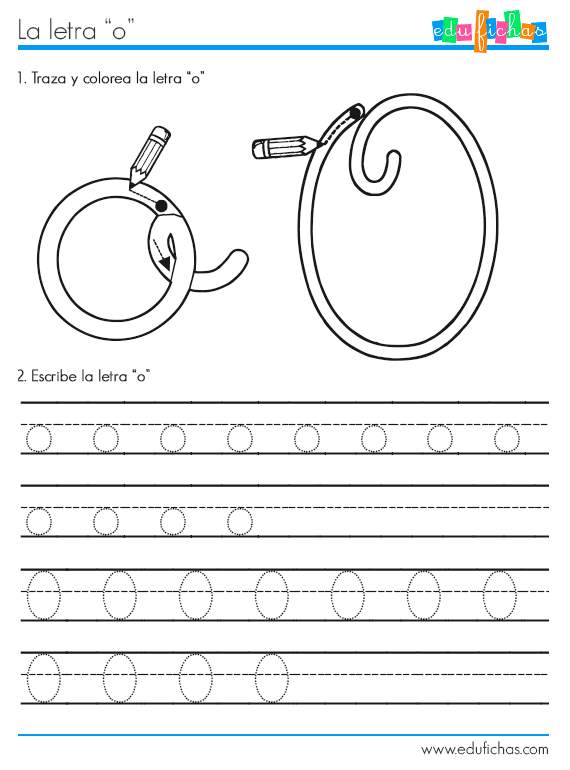 La letra “o”
edufichas
1. Traza y colorea la letra “o”
2. Escribe la letra “o”
o o o o o o o o
o o o o
O O O O O O O
O O O O
www.edufichas.com